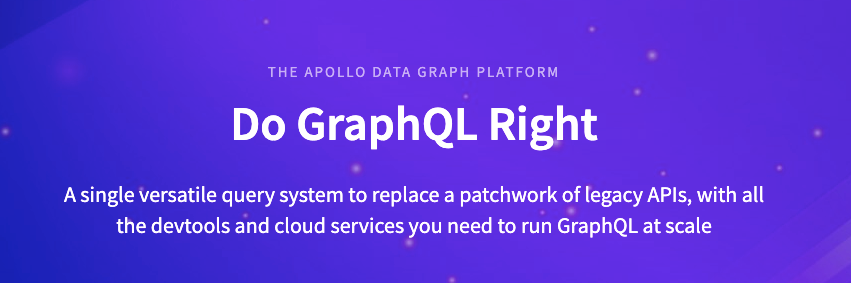 THE APOLLO DATA GRAPH PLATFORM
Do GraphQL Right
A single versatile query system to replace a patchwork of legacy APIs, with all
the devtools and cloud services you need to run GraphQL at scale